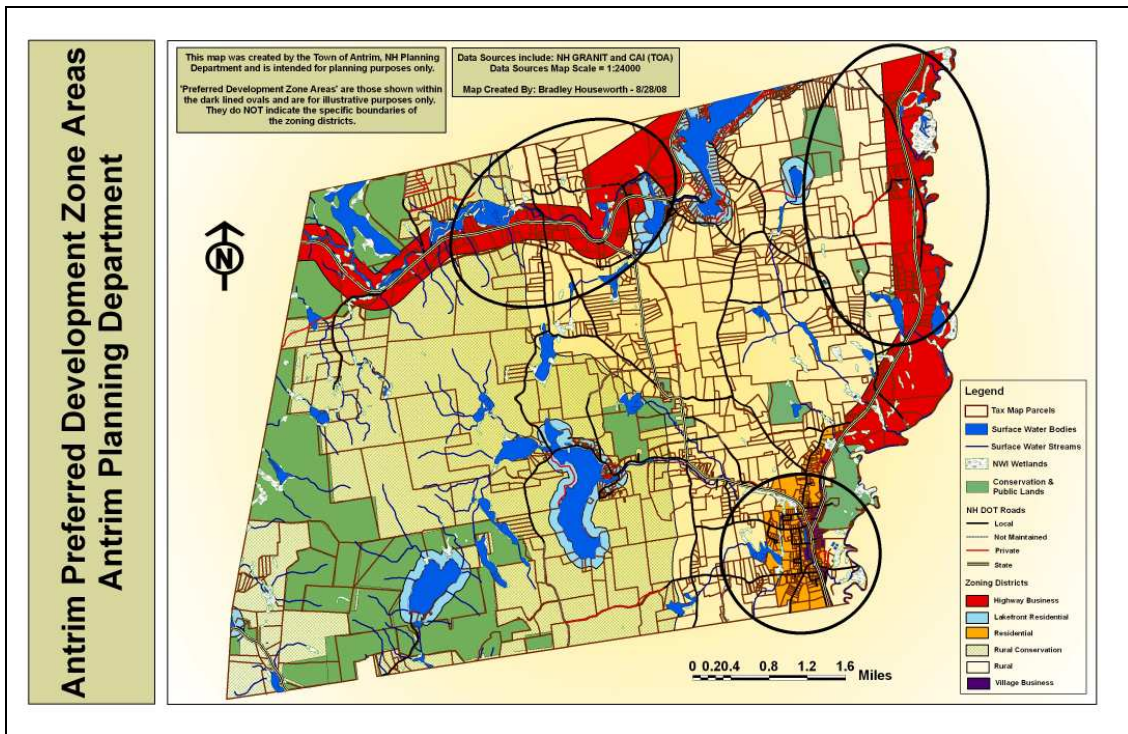 Antrim Preferred Development Zone Areas
Antrim Planning Department
This map was created by the Town of Antrim, NH Planning
Department and is intended for planning purposes only.
'Preferred Development Zone Areas' are those shown within
the dark lined ovals and are for illustrative purposes only.
They do NOT indicate the specific boundaries of
the zoning districts.
Data Sources include: NH GRANIT and CAI (TOA)
Data Sources Map Scale = 1:24000
Map Created By: Bradley Houseworth - 8/28/08
N
Legend
Tax Map Parcels
Surface Water Bodies
Surface Water Streams
NWI Wetlands
Conservation &
Public Lands
NH DOT Roads
Local
Not Maintained
Private
State
Zoning Districts
Highway Business
Lakefront Residential
Residential
Rural Conservation
Rural
Village Business
0 0.20.4 0.8 1.2 1.6
Miles